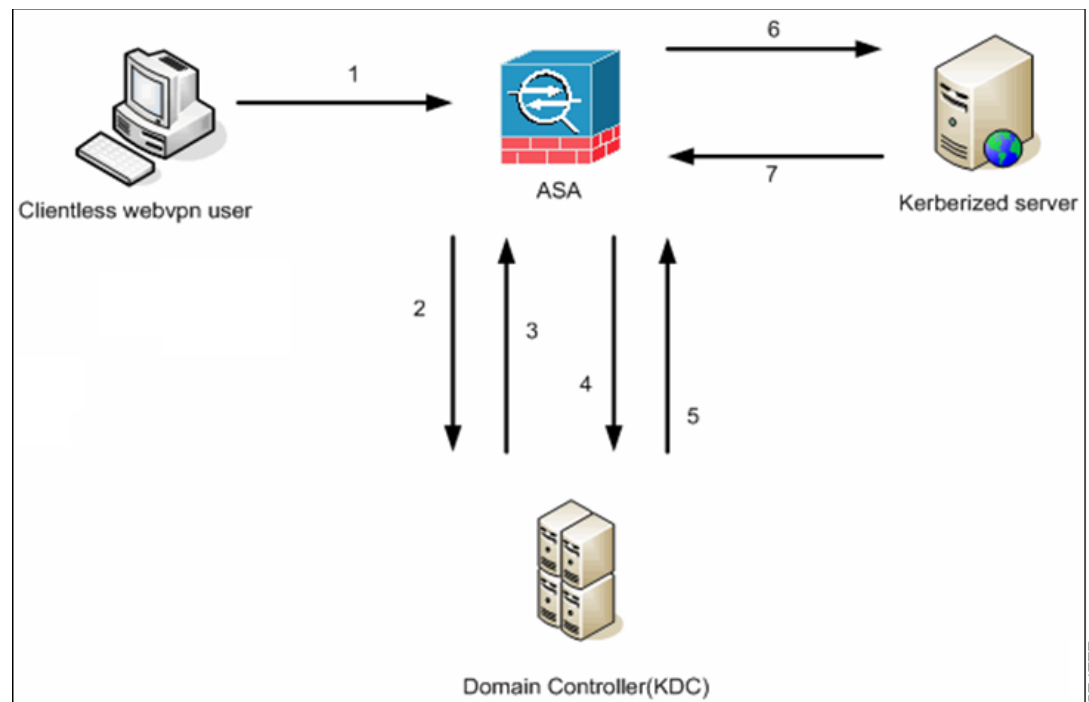 6
1
7
ASA
Clientless webvpn user
Kerberized server
2
3
4
5
Domain Controller(KDC)